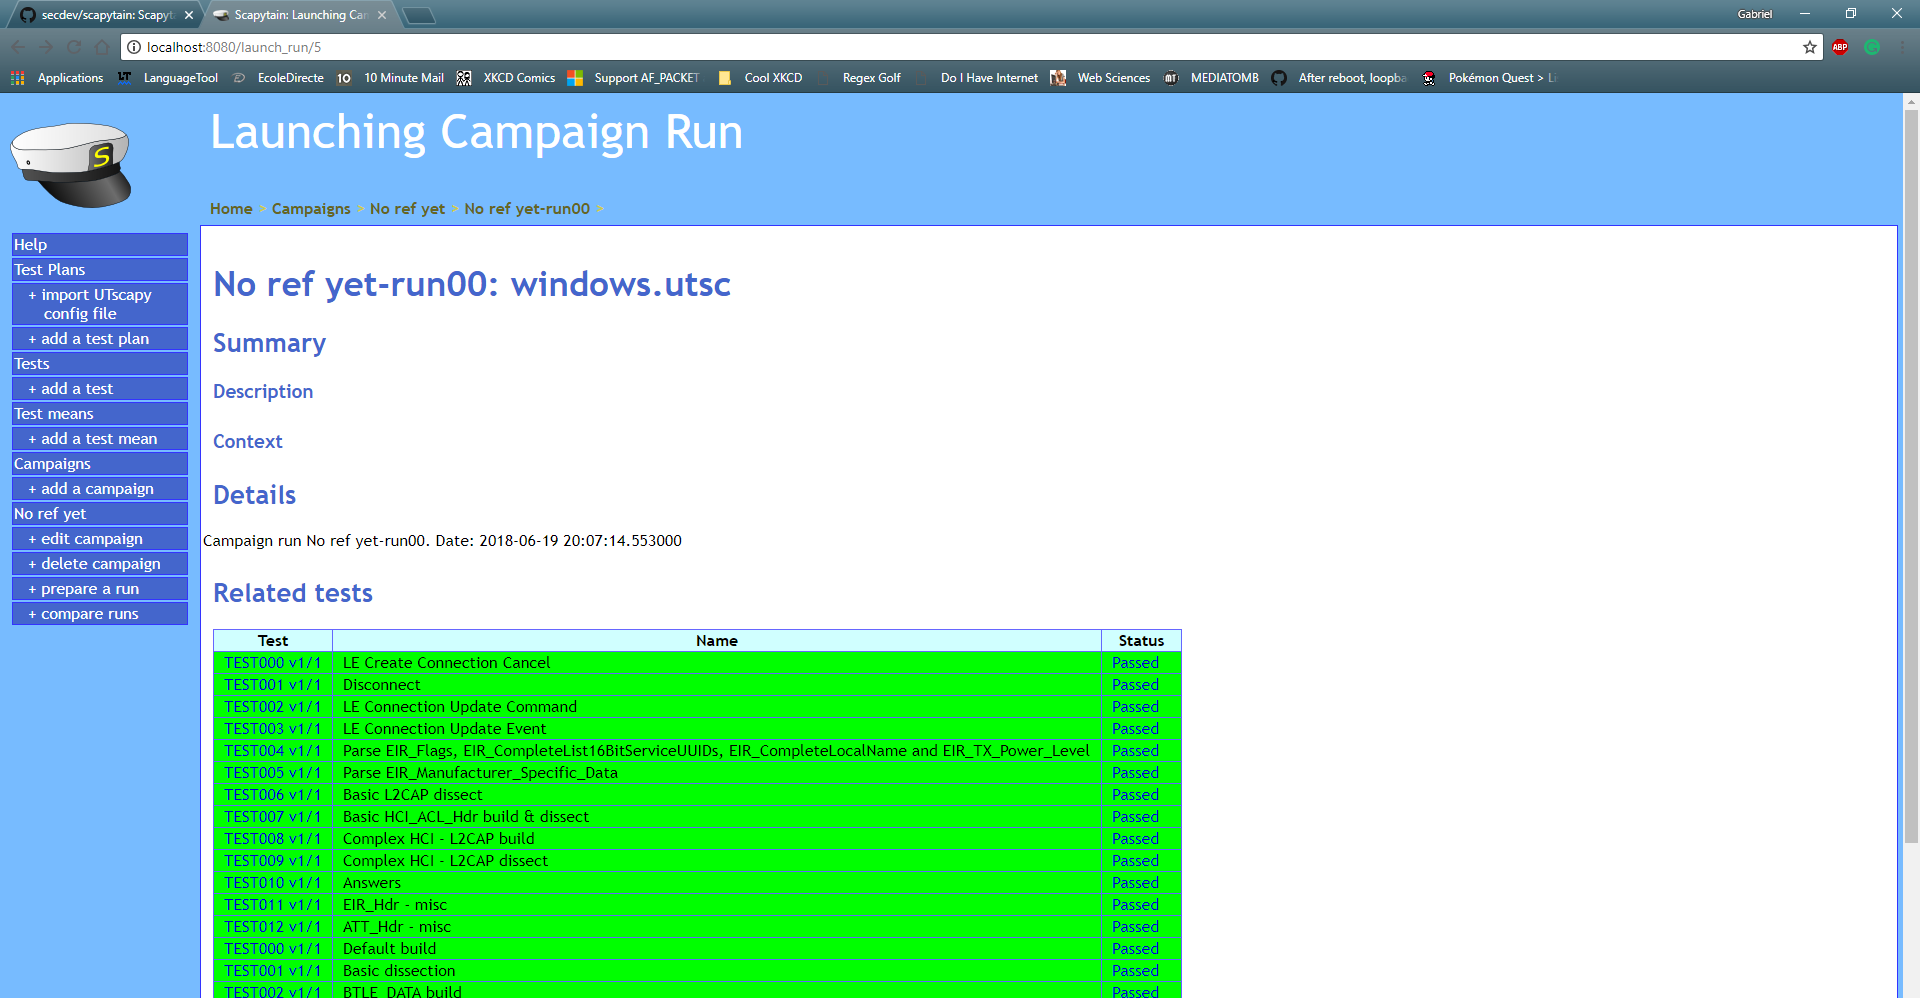 secdev/scapytain: Scapyt
Scapytain: Launching Ca
Gabriel
localhost:8080/launch_run/5
ABP
Applications
LT LanguageTool
EcoleDirecte
10 10 Minute Mail
XKCD Comics
Support AF_PACKET
Cool XKCD
Regex Golf
Do I Have Internet
Web Sciences
MT MEDIATOMB
After reboot, loopba
Pokémon Quest > Li
S
Launching Campaign Run
Home > Campaigns > No ref yet > No ref yet-run00 >
Help
Test Plans
+ import UTscapy
config file
+ add a test plan
Tests
+ add a test
Test means
+ add a test mean
Campaigns
+ add a campaign
No ref yet
+ edit campaign
+ delete campaign
+ prepare a run
+ compare runs
No ref yet-run00: windows.utsc
Summary
Description
Context
Details
Campaign run No ref yet-run00. Date: 2018-06-19 20:07:14.553000
Related tests
Test Name Status
TEST000 v1/1 LE Create Connection Cancel Passed
TEST001 v1/1 Disconnect Passed
TEST002 v1/1 LE Connection Update Command Passed
TEST003 v1/1 LE Connection Update Event Passed
TEST004 v1/1 Parse EIR_Flags, EIR_CompleteList16BitServiceUUIDs, EIR_CompleteLocalName and EIR_TX_Power_Level Passed
TEST005 v1/1 Parse EIR_Manufacturer_Specific_Data Passed
TEST006 v1/1 Basic L2CAP dissect Passed
TEST007 v1/1 Basic HCI_ACL_Hdr build & dissect Passed
TEST008 v1/1 Complex HCI - L2CAP build Passed
TEST009 v1/1 Complex HCI - L2CAP dissect Passed
TEST010 v1/1 Answers Passed
TEST011 v1/1 EIR_Hdr - misc Passed
TEST012 v1/1 ATT_Hdr - misc Passed
TEST000 v1/1 Default build Passed
TEST001 v1/1 Basic dissection Passed
TEST002 v1/1 BTLE_DATA build Passed